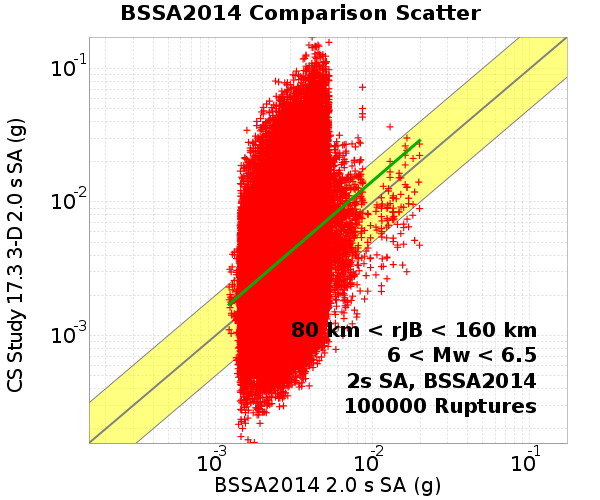 BSSA2014 Comparison Scatter
CS Study 17.3 3-D 2.0 s SA (g)
10-1
10-2
10-3
80 km < rJB < 160 km
6 < Mw < 6.5
2s SA, BSSA2014
100000 Ruptures
10-3 10-2 10-1
BSSA2014 2.0 s SA (g)